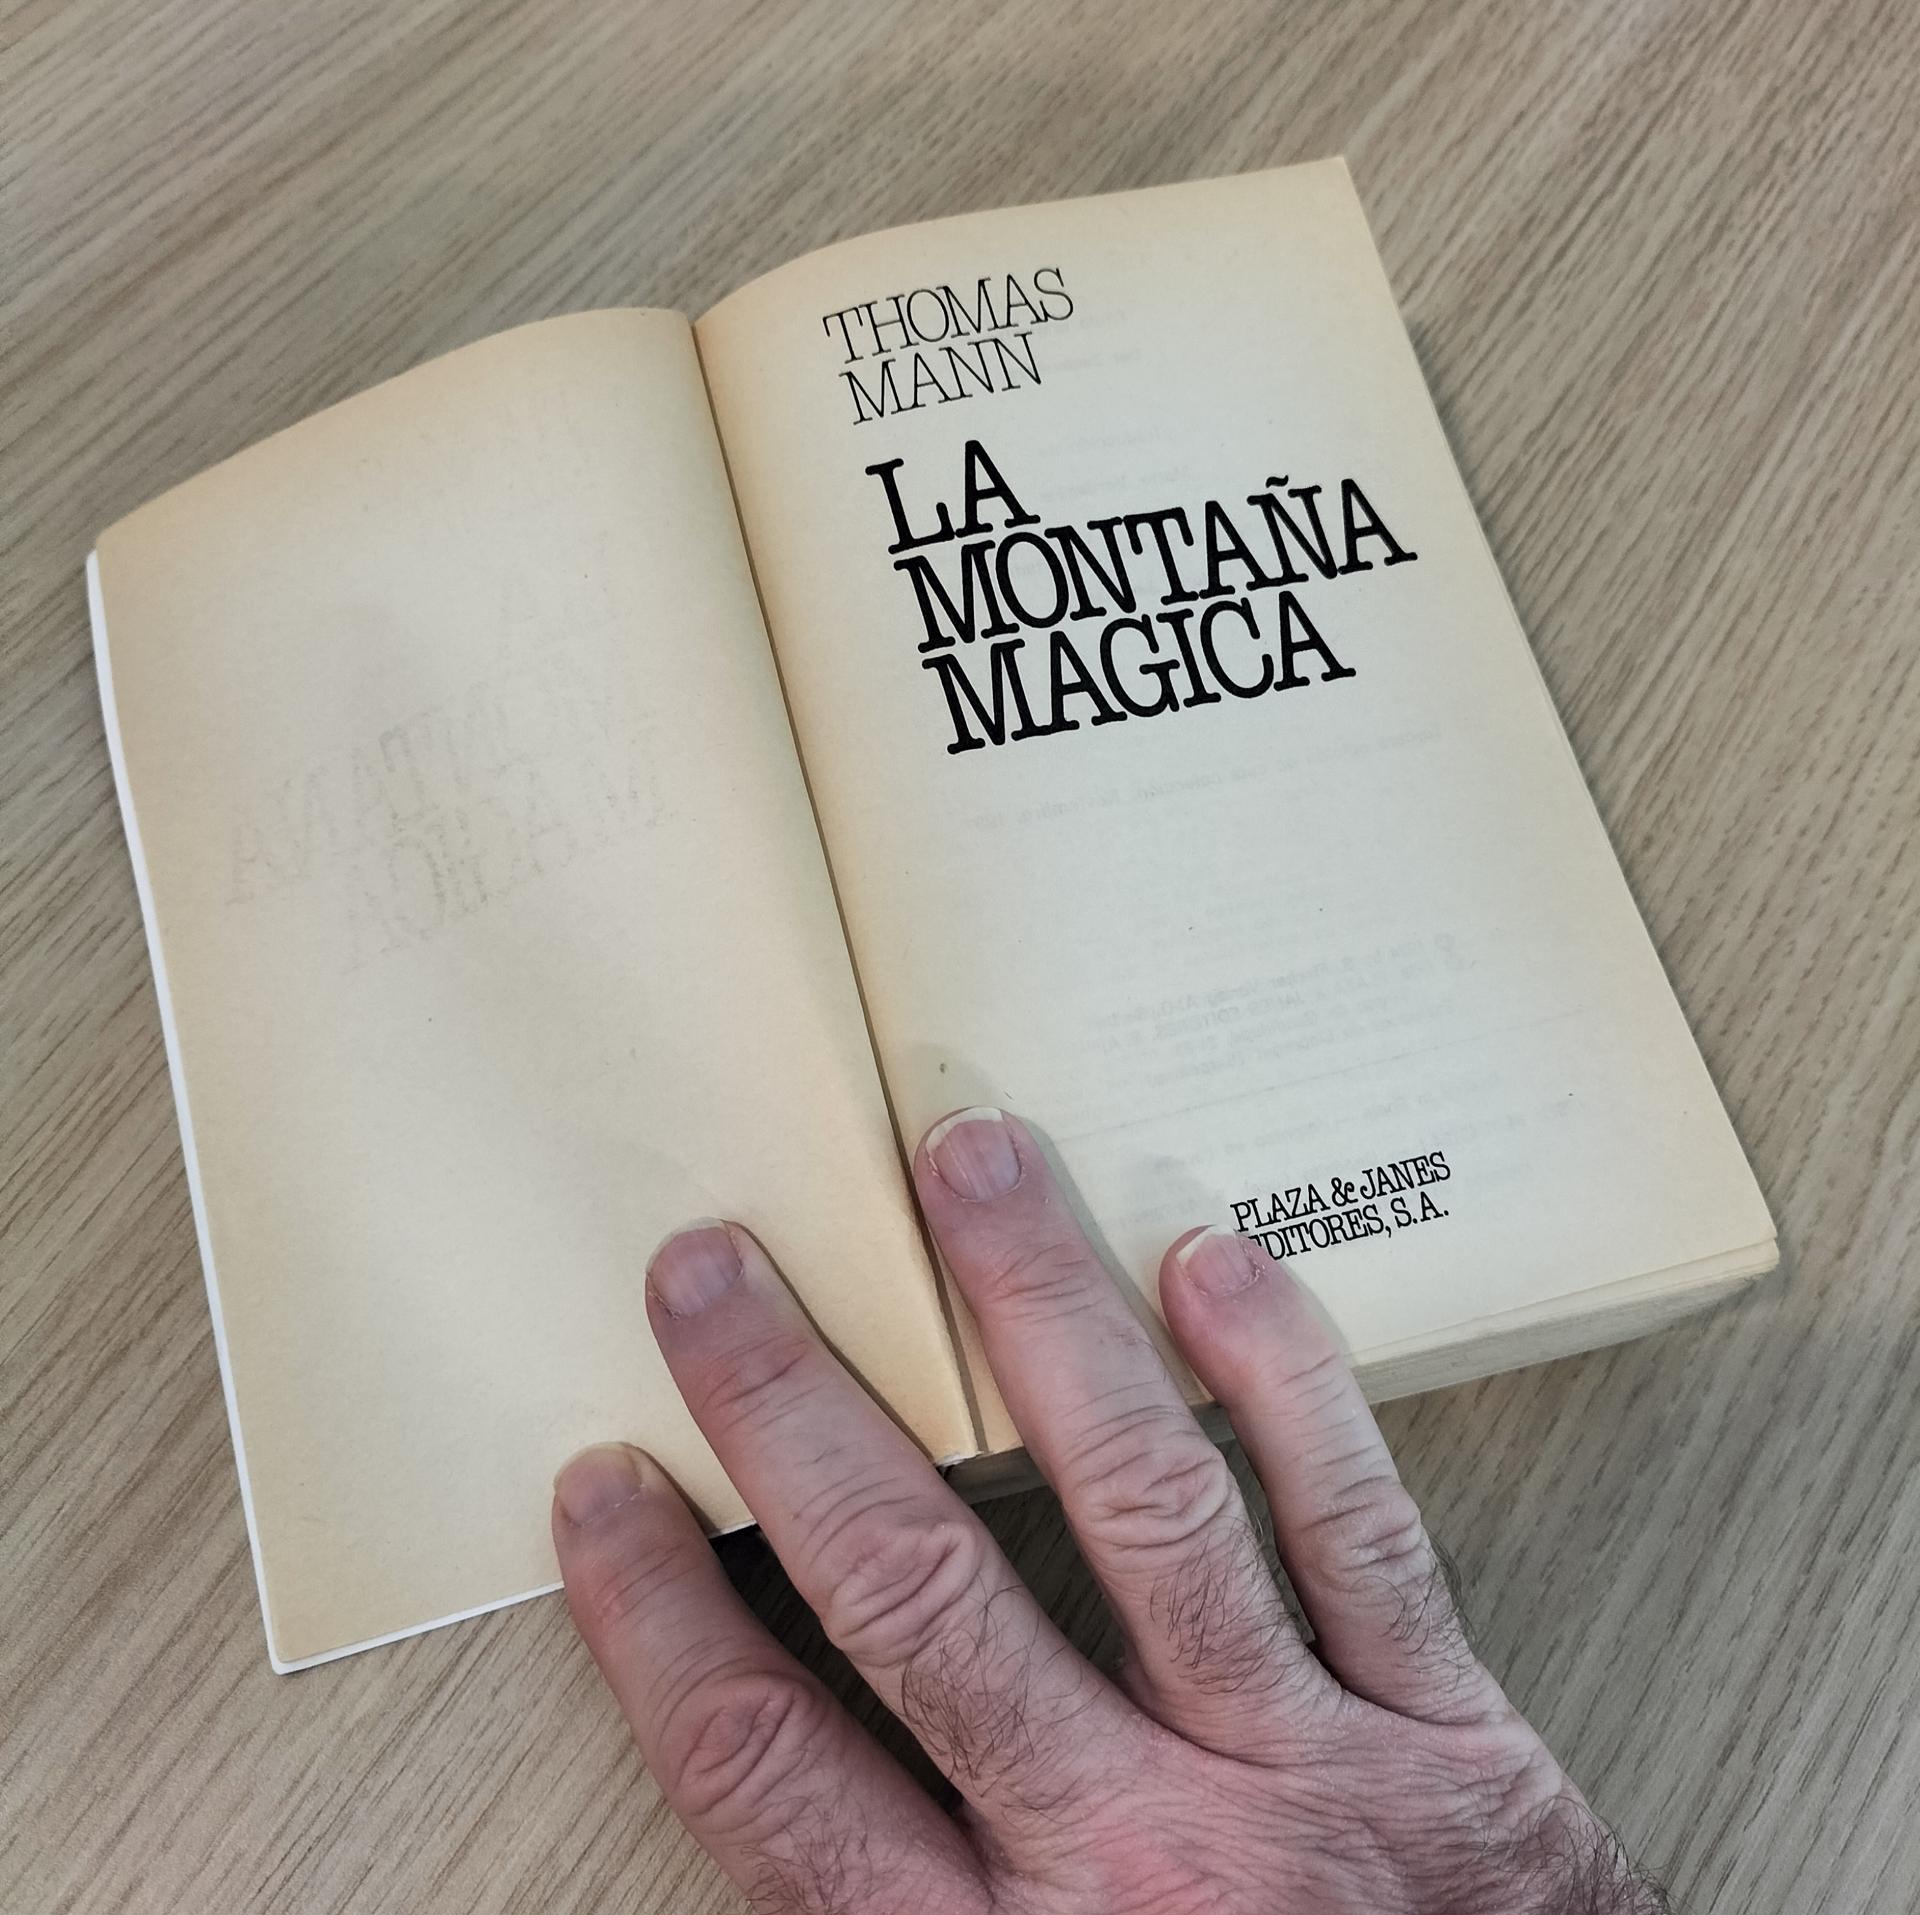 THOMAS
MANN
LA
MONTAÑA
MAGICA
PLAZA & JANES
EDITORES, S.A.